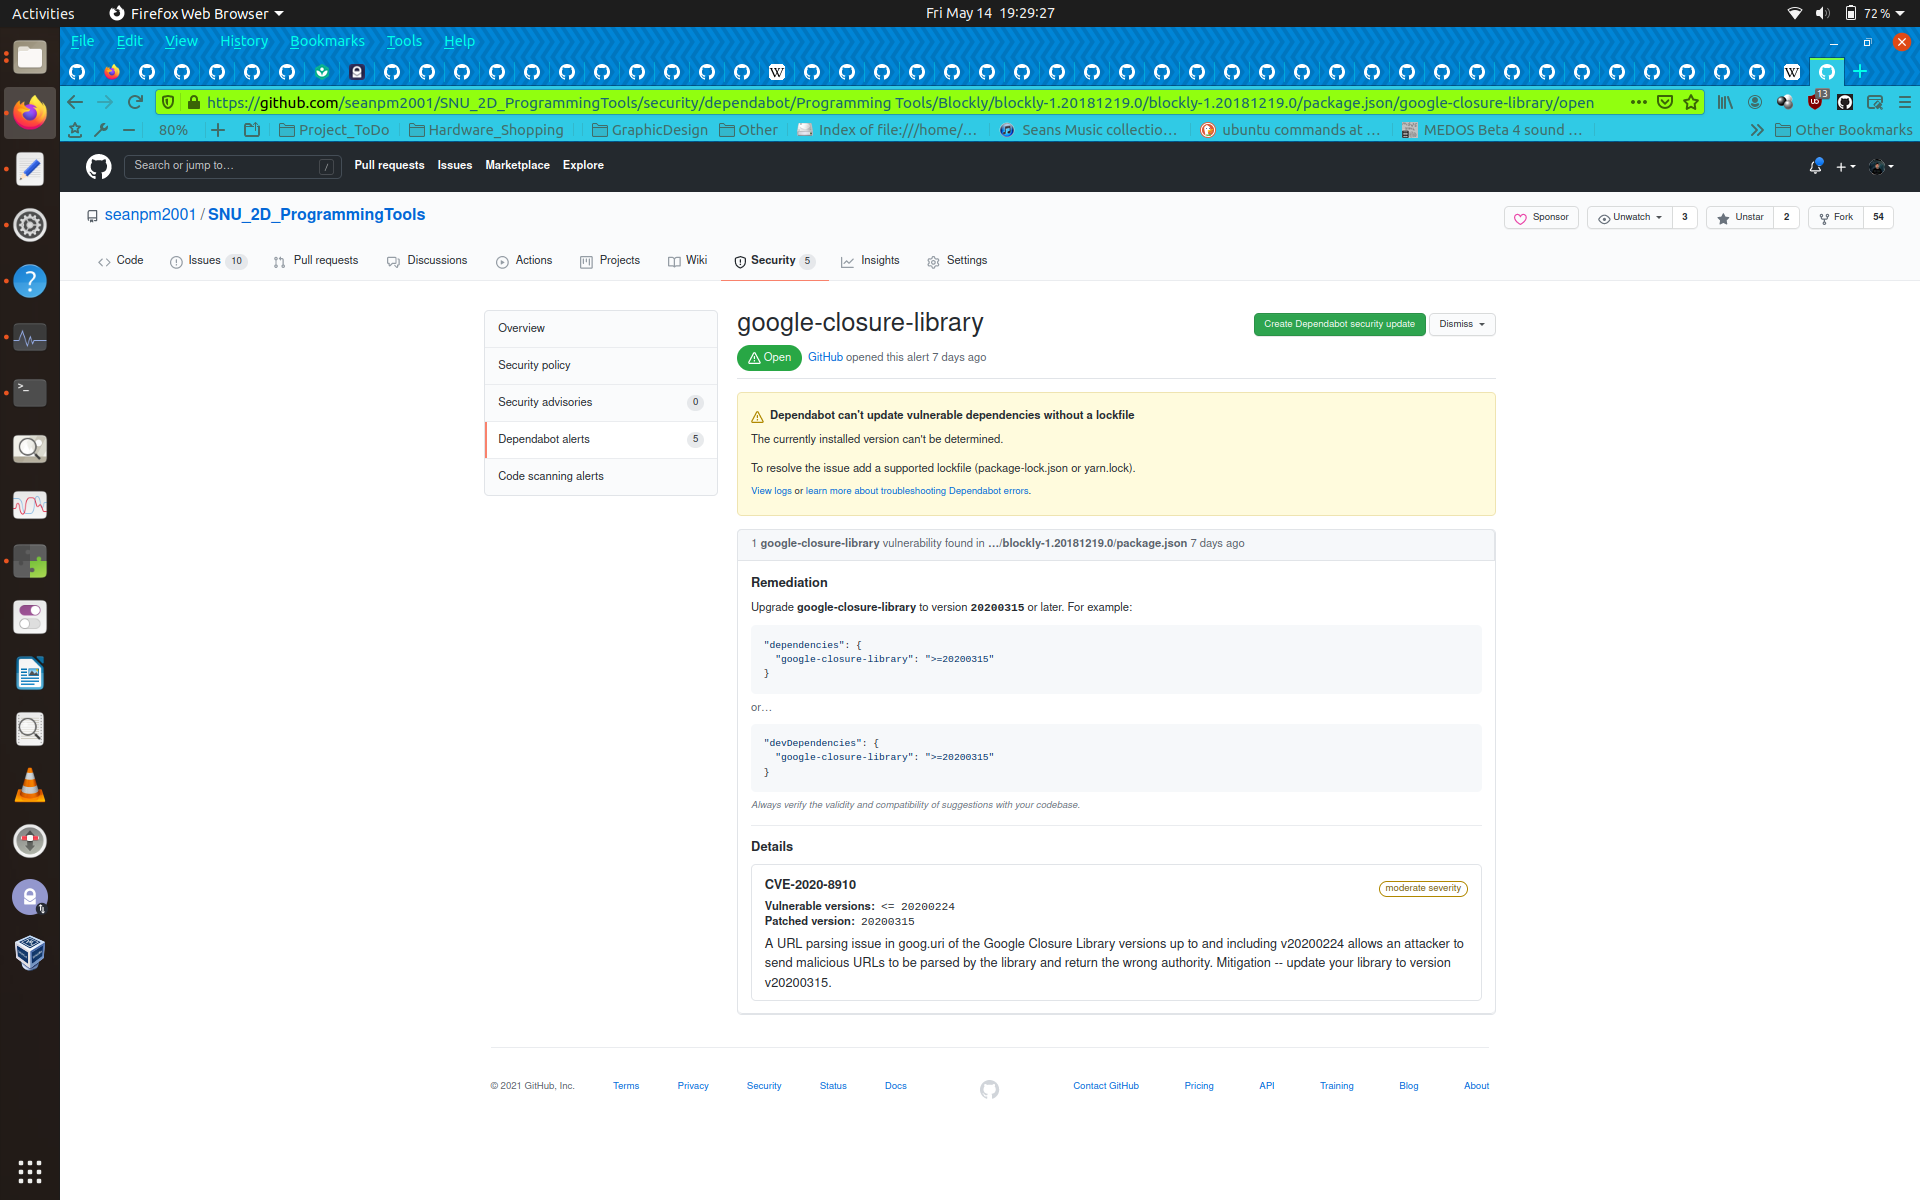 Activities
Firefox Web Browser
Fri May 14 19:29:27
72 %
File Edit View History Bookmarks Tools Help
https://github.com/seanpm2001/SNU_2D_ProgrammingTools/security/dependabot/Programming Tools/Blockly/blockly-1.20181219.0/blockly-1.20181219.0/package.json/google-closure-library/open
13
80%
Project_ToDo
Hardware_Shopping
GraphicDesign
Other
Index of file:///home/...
Seans Music collectio...
ubuntu commands at ...
MEDOS Beta 4 sound ...
Other Bookmarks
Search or jump to...
/
Pull requests Issues Marketplace Explore
seanpm2001 / SNU_2D_ProgrammingTools
Sponsor
Unwatch 3
Unstar 2
Fork 54
Code
Issues 10
Pull requests
Discussions
Actions
Projects
Wiki
Security 5
Insights
Settings
Overview
Security policy
Security advisories 0
Dependabot alerts 5
Code scanning alerts
google-closure-library
Create Dependabot security update
Dismiss
Open
GitHub opened this alert 7 days ago
Dependabot can't update vulnerable dependencies without a lockfile
The currently installed version can't be determined.
To resolve the issue add a supported lockfile (package-lock.json or yarn.lock).
View logs or learn more about troubleshooting Dependabot errors.
1 google-closure-library vulnerability found in .../blockly-1.20181219.0/package.json 7 days ago
Remediation
Upgrade google-closure-library to version 20200315 or later. For example:
"dependencies": {
"google-closure-library": ">=20200315"
}
or...
"devDependencies": {
"google-closure-library": ">=20200315"
}
Always verify the validity and compatibility of suggestions with your codebase.
Details
CVE-2020-8910
moderate severity
Vulnerable versions: <= 20200224
Patched version: 20200315
A URL parsing issue in goog.uri of the Google Closure Library versions up to and including v20200224 allows an attacker to
send malicious URLs to be parsed by the library and return the wrong authority. Mitigation -- update your library to version
v20200315.
© 2021 GitHub, Inc.
Terms
Privacy
Security
Status
Docs
Contact GitHub
Pricing
API
Training
Blog
About